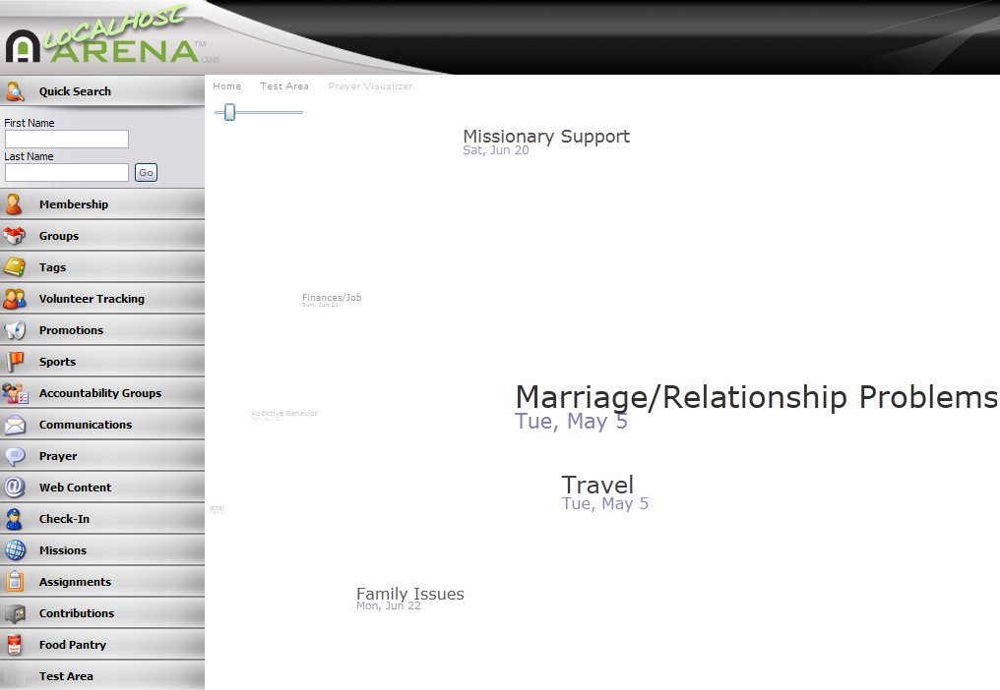 LOCALHOST
ARENA™
CMS
Quick Search
First Name
Last Name
Go
Membership
Groups
Tags
Volunteer Tracking
Promotions
Sports
Accountability Groups
Communications
Prayer
Web Content
Check-In
Missions
Assignments
Contributions
Food Pantry
Test Area
Home Test Area Prayer Visualizer
Missionary Support
Sat, Jun 20
Finances/Job
Sun, Jun 21
Marriage/Relationship Problems
Tue, May 5
Addictive Behavior
Mon, Jun 22
Travel
Tue, May 5
Family Issues
Mon, Jun 22